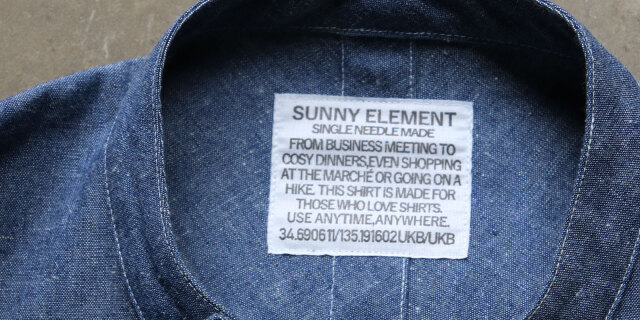 SUNNY ELEMENT
SINGLE NEEDLE MADE
FROM BUSINESS MEETING TO
COSY DINNERS,EVEN SHOPPING
AT THE MARCHÉ OR GOING ON A
HIKE. THIS SHIRT IS MADE FOR
THOSE WHO LOVE SHIRTS.
USE ANYTIME,ANYWHERE.
34.690611/135.191602UKB/UKB